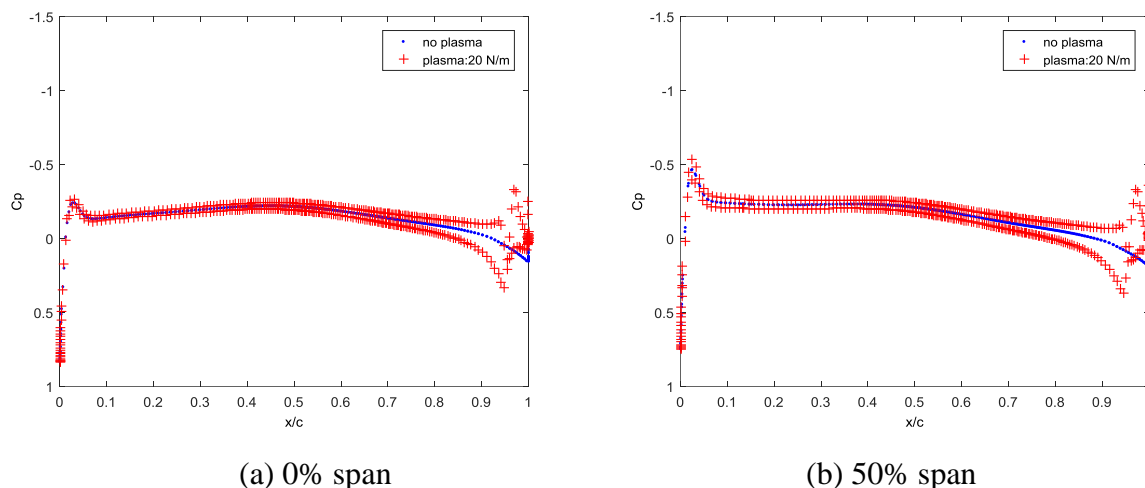 -1.5
-1
-0.5
0
0.5
1
Cp
0 0.1 0.2 0.3 0.4 0.5 0.6 0.7 0.8 0.9 1
x/c
no plasma
plasma:20 N/m
(a) 0% span
-1.5
-1
-0.5
0
0.5
1
Cp
0 0.1 0.2 0.3 0.4 0.5 0.6 0.7 0.8 0.9
x/c
no plasma
plasma:20 N/m
(b) 50% span